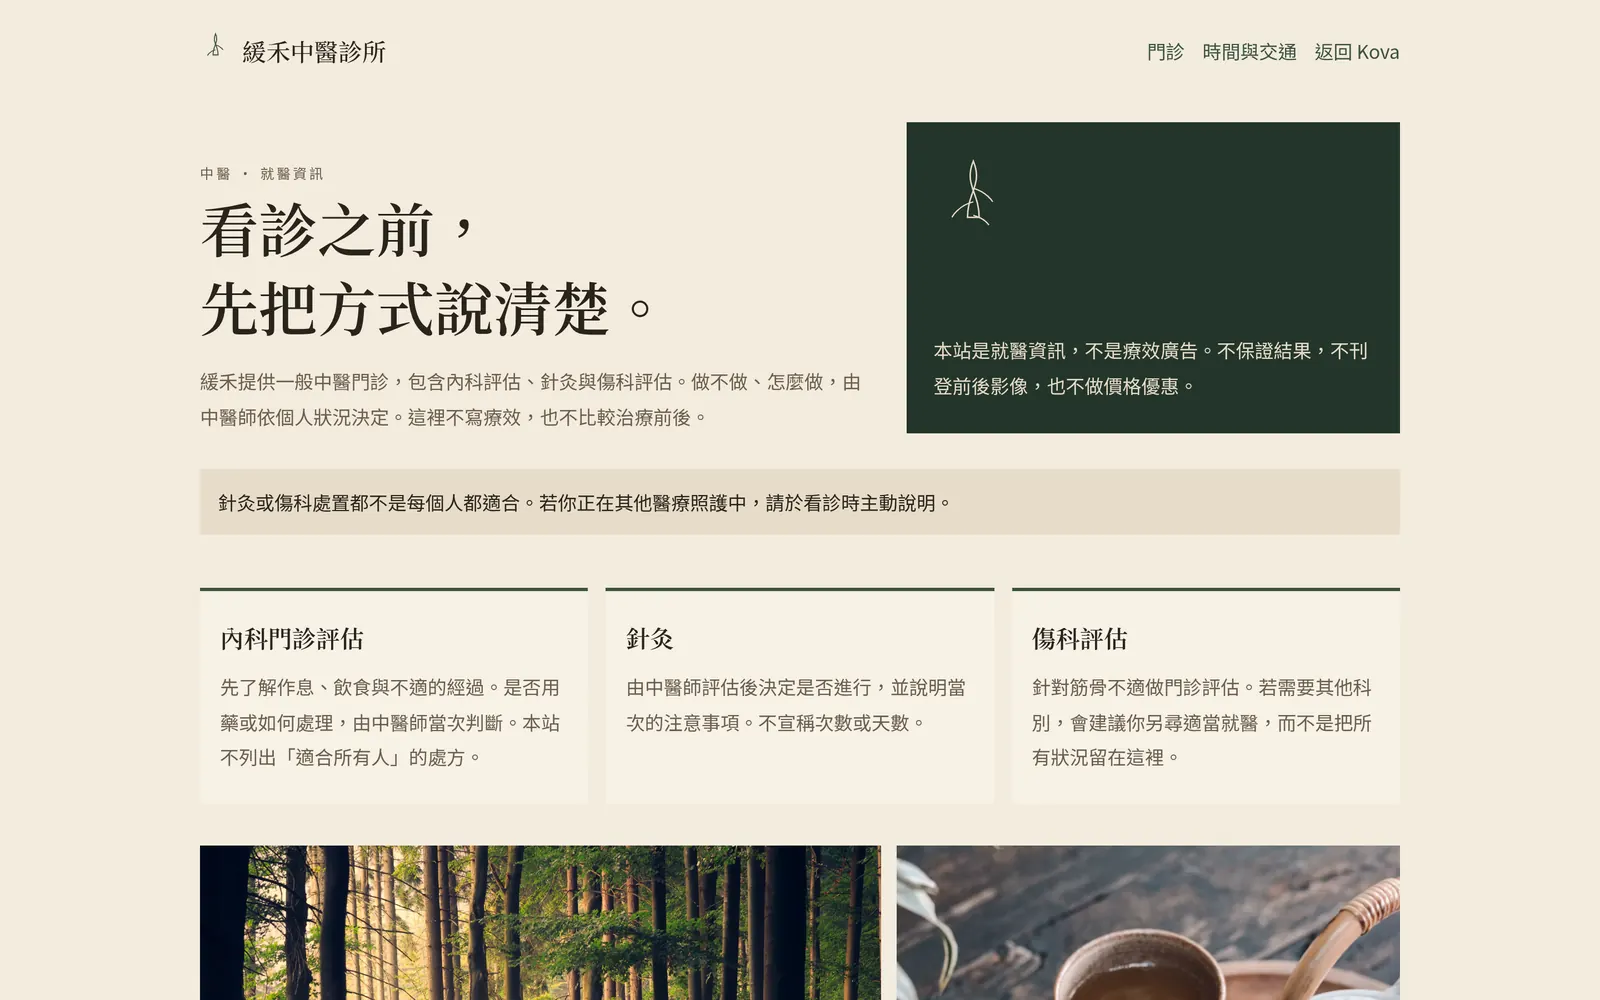 緩禾中醫診所
門診 時間與交通 返回 Kova
中醫 · 就醫資訊
看診之前，
先把方式說清楚。
緩禾提供一般中醫門診，包含內科評估、針灸與傷科評估。做不做、怎麼做，由
中醫師依個人狀況決定。這裡不寫療效，也不比較治療前後。
本站是就醫資訊，不是療效廣告。不保證結果，不刊
登前後影像，也不做價格優惠。
針灸或傷科處置都不是每個人都適合。若你正在其他醫療照護中，請於看診時主動說明。
內科門診評估
先了解作息、飲食與不適的經過。是否用
藥或如何處理，由中醫師當次判斷。本站
不列出「適合所有人」的處方。
針灸
由中醫師評估後決定是否進行，並說明當
次的注意事項。不宣稱次數或天數。
傷科評估
針對筋骨不適做門診評估。若需要其他科
別，會建議你另尋適當就醫，而不是把所
有狀況留在這裡。